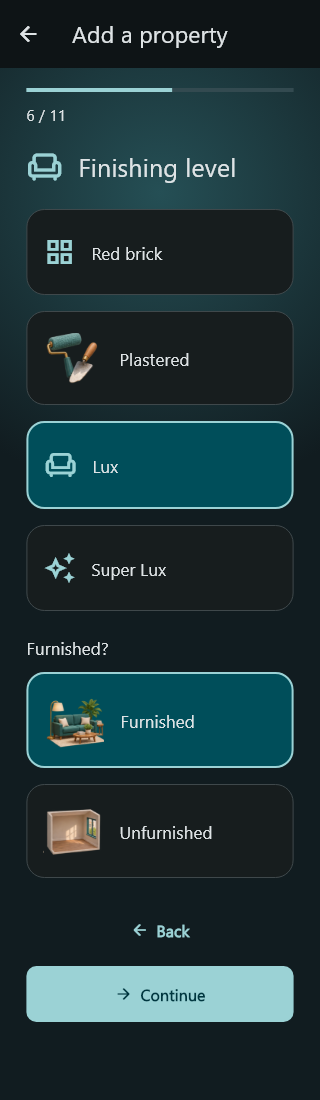 Add a property
6 / 11
Finishing level
Red brick
Plastered
Lux
Super Lux
Furnished?
Furnished
Unfurnished
Back
Continue